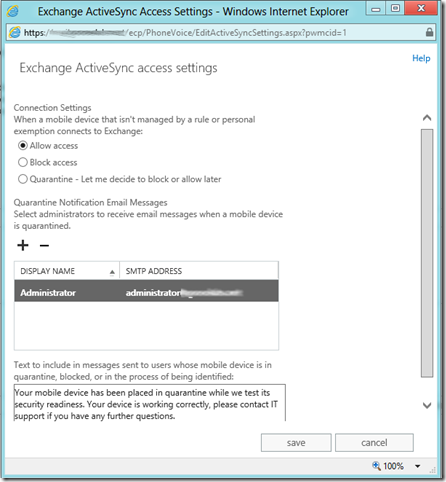 Exchange ActiveSync Access Settings - Windows Internet Explorer
https:// /ecp/PhoneVoice/EditActiveSyncSettings.aspx?pwmcid=1
Help
Exchange ActiveSync access settings
Connection Settings
When a mobile device that isn't managed by a rule or personal
exemption connects to Exchange:
Allow access
Block access
Quarantine - Let me decide to block or allow later
Quarantine Notification Email Messages
Select administrators to receive email messages when a mobile device
is quarantined.
DISPLAY NAME SMTP ADDRESS
Administrator administrator
Text to include in messages sent to users whose mobile device is in
quarantine, blocked, or in the process of being identified:
Your mobile device has been placed in quarantine while we test its
security readiness. Your device is working correctly, please contact IT
support if you have any further questions.
save cancel
100%